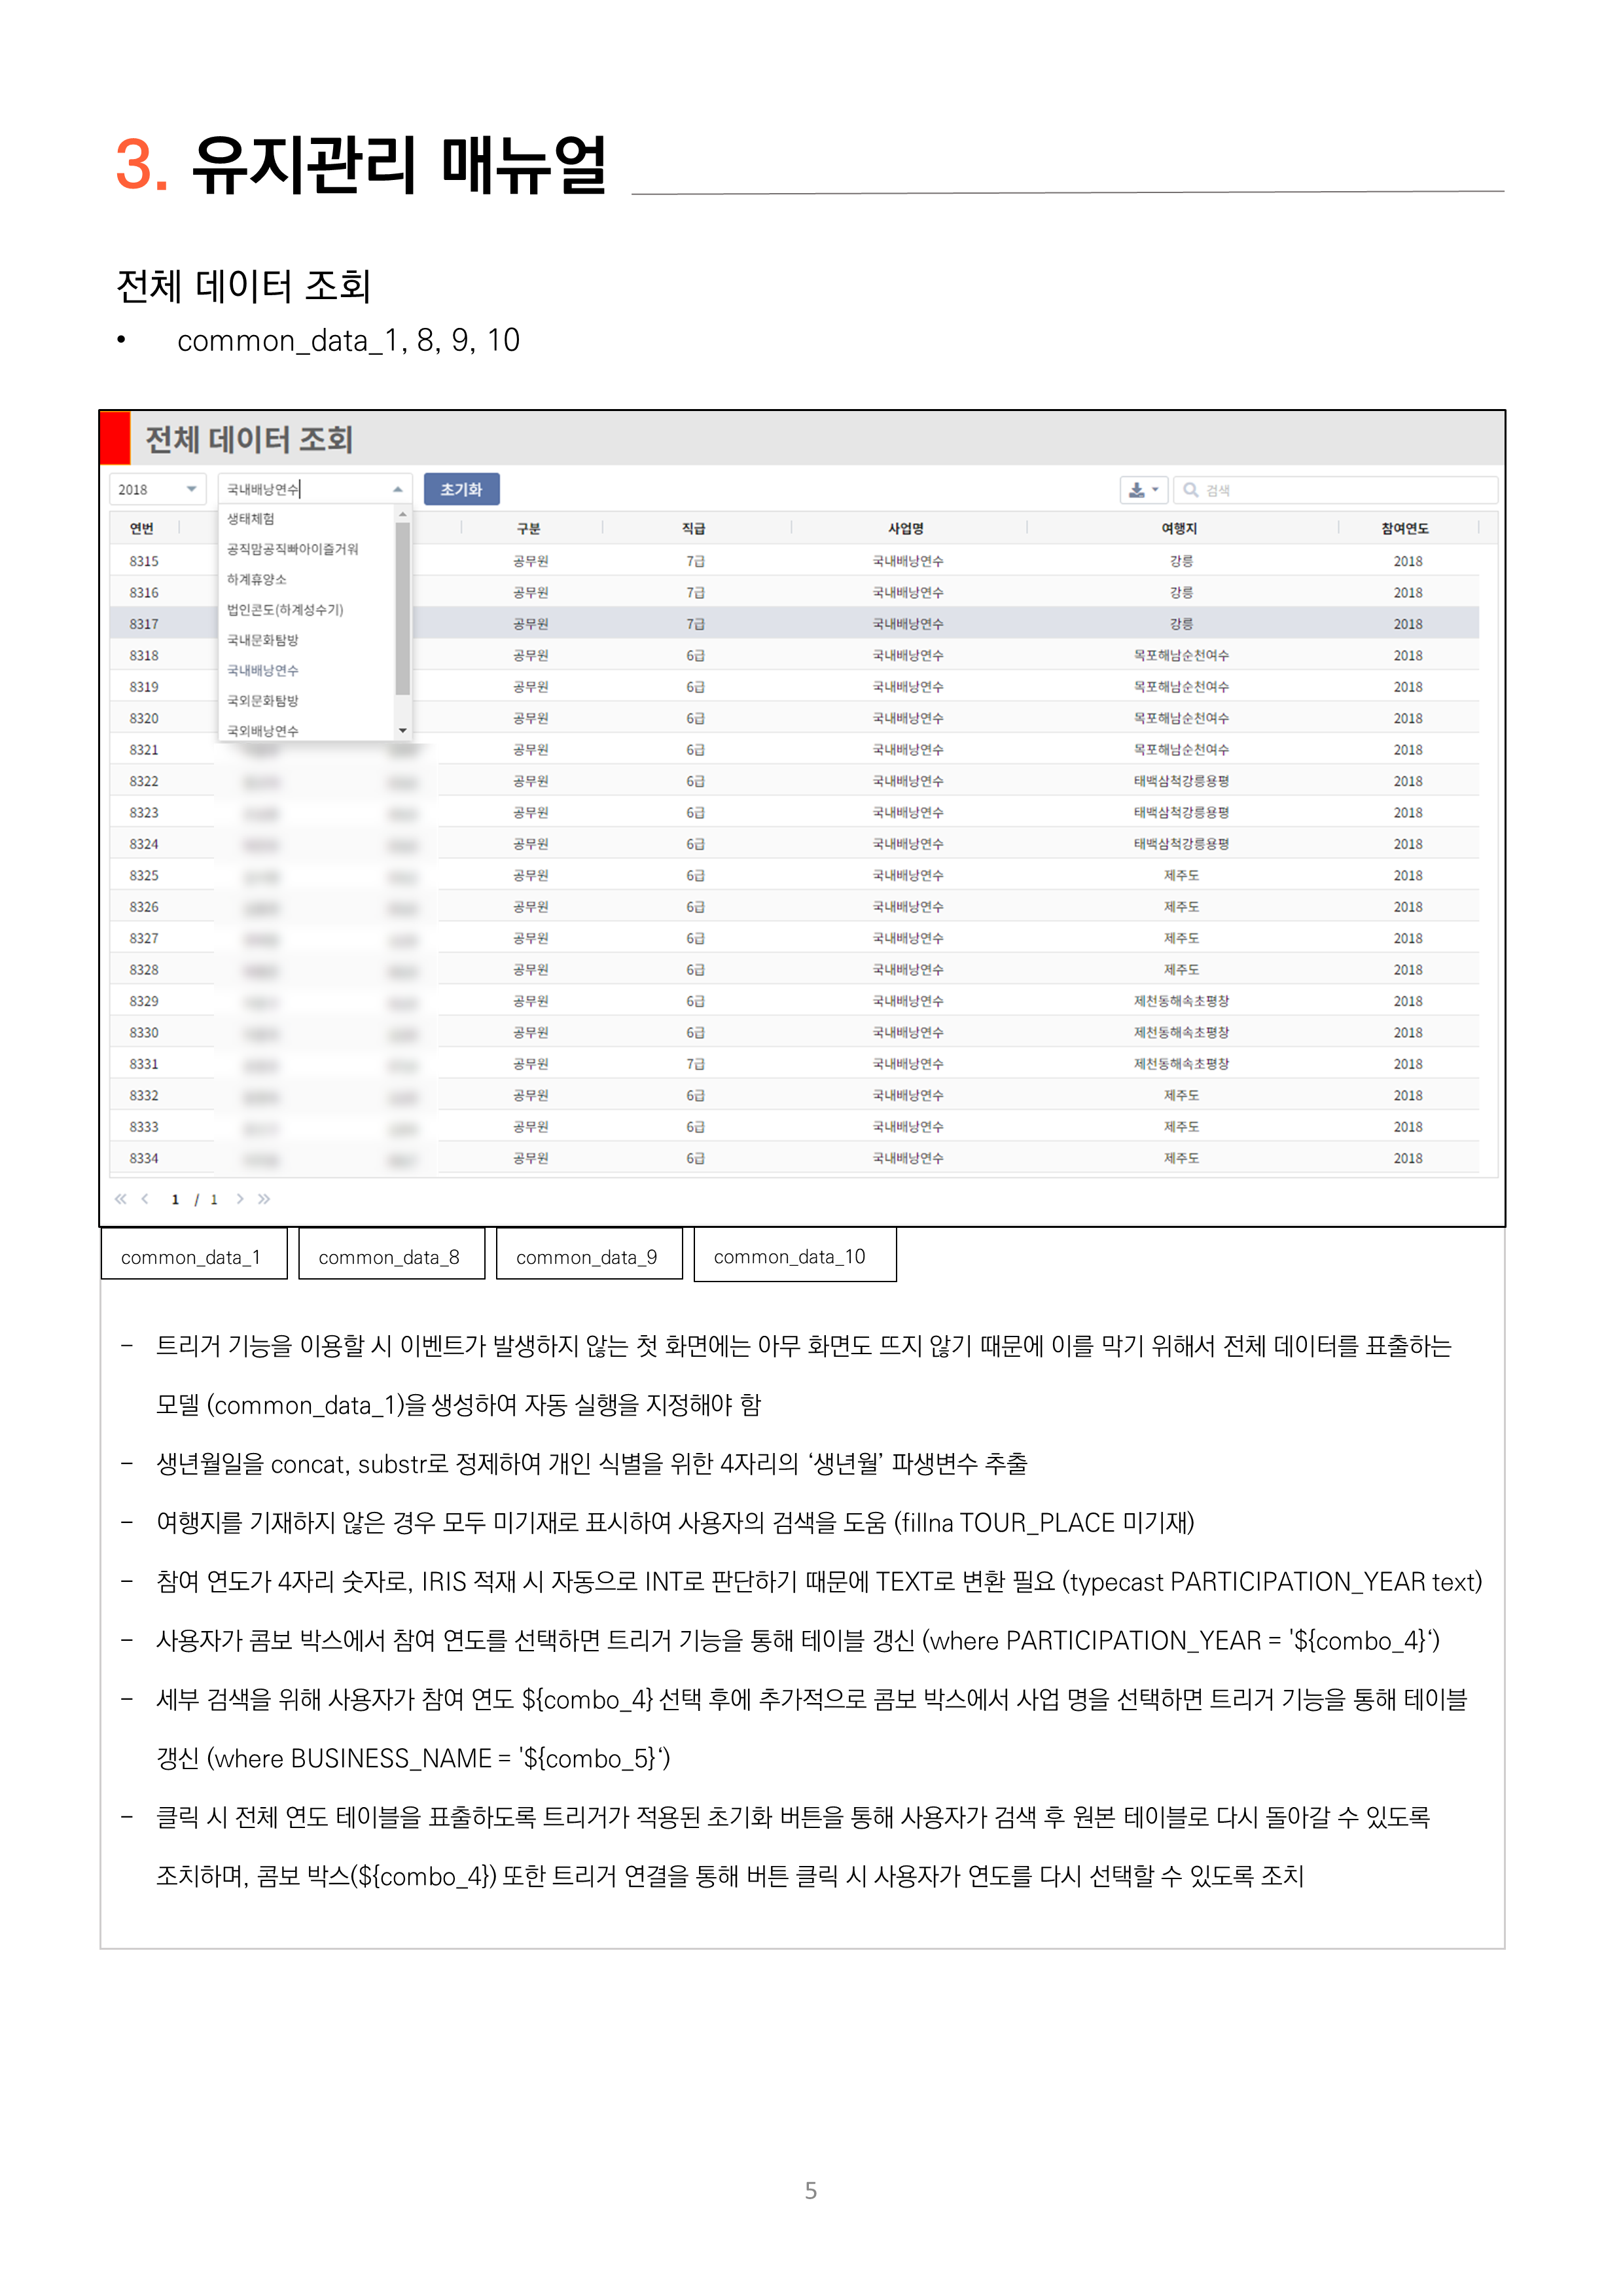 3. 유지관리 매뉴얼
전체 데이터 조회
• common_data_1, 8, 9, 10
전체 데이터 조회
2018 국내배낭연수 초기화 검색
연번 구분 직급 사업명 여행지 참여연도
생태체험
공직맘공직빠아이즐거워
하계휴양소
법인콘도(하계성수기)
국내문화탐방
국내배낭연수
국외문화탐방
국외배낭연수
8315 공무원 7급 국내배낭연수 강릉 2018
8316 공무원 7급 국내배낭연수 강릉 2018
8317 공무원 7급 국내배낭연수 강릉 2018
8318 공무원 6급 국내배낭연수 목포해남순천여수 2018
8319 공무원 6급 국내배낭연수 목포해남순천여수 2018
8320 공무원 6급 국내배낭연수 목포해남순천여수 2018
8321 공무원 6급 국내배낭연수 목포해남순천여수 2018
8322 공무원 6급 국내배낭연수 태백삼척강릉용평 2018
8323 공무원 6급 국내배낭연수 태백삼척강릉용평 2018
8324 공무원 6급 국내배낭연수 태백삼척강릉용평 2018
8325 공무원 6급 국내배낭연수 제주도 2018
8326 공무원 6급 국내배낭연수 제주도 2018
8327 공무원 6급 국내배낭연수 제주도 2018
8328 공무원 6급 국내배낭연수 제주도 2018
8329 공무원 6급 국내배낭연수 제천동해속초평창 2018
8330 공무원 6급 국내배낭연수 제천동해속초평창 2018
8331 공무원 7급 국내배낭연수 제천동해속초평창 2018
8332 공무원 6급 국내배낭연수 제주도 2018
8333 공무원 6급 국내배낭연수 제주도 2018
8334 공무원 6급 국내배낭연수 제주도 2018
« < 1 / 1 > »
common_data_1 common_data_8 common_data_9 common_data_10
– 트리거 기능을 이용할 시 이벤트가 발생하지 않는 첫 화면에는 아무 화면도 뜨지 않기 때문에 이를 막기 위해서 전체 데이터를 표출하는
모델 (common_data_1)을 생성하여 자동 실행을 지정해야 함
– 생년월일을 concat, substr로 정제하여 개인 식별을 위한 4자리의 ‘생년월’ 파생변수 추출
– 여행지를 기재하지 않은 경우 모두 미기재로 표시하여 사용자의 검색을 도움 (fillna TOUR_PLACE 미기재)
– 참여 연도가 4자리 숫자로, IRIS 적재 시 자동으로 INT로 판단하기 때문에 TEXT로 변환 필요 (typecast PARTICIPATION_YEAR text)
– 사용자가 콤보 박스에서 참여 연도를 선택하면 트리거 기능을 통해 테이블 갱신 (where PARTICIPATION_YEAR = '${combo_4}‘)
– 세부 검색을 위해 사용자가 참여 연도 ${combo_4} 선택 후에 추가적으로 콤보 박스에서 사업 명을 선택하면 트리거 기능을 통해 테이블
갱신 (where BUSINESS_NAME = '${combo_5}‘)
– 클릭 시 전체 연도 테이블을 표출하도록 트리거가 적용된 초기화 버튼을 통해 사용자가 검색 후 원본 테이블로 다시 돌아갈 수 있도록
조치하며, 콤보 박스(${combo_4}) 또한 트리거 연결을 통해 버튼 클릭 시 사용자가 연도를 다시 선택할 수 있도록 조치
5